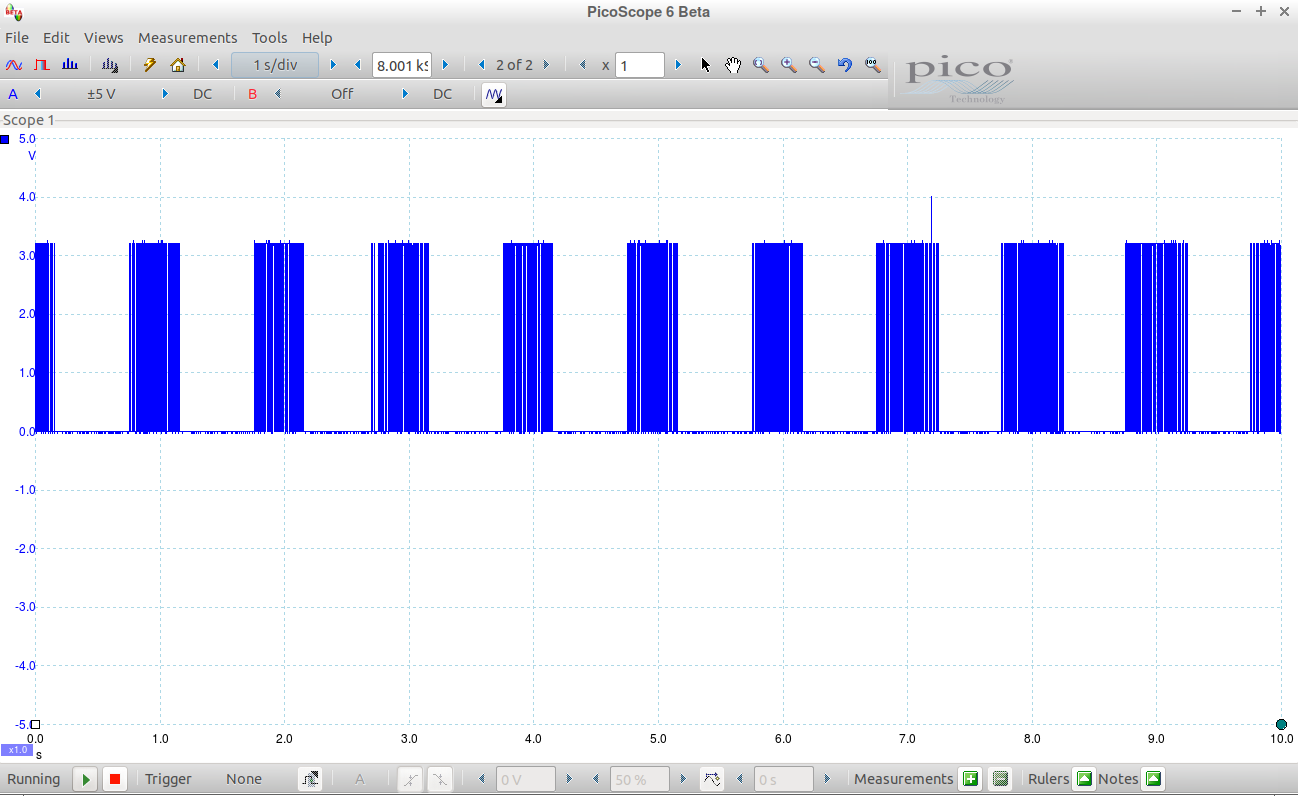 BETA
PicoScope 6 Beta
File Edit Views Measurements Tools Help
1 s/div 8.001 kS 2 of 2 x 1
pico
Technology
A ±5 V DC B Off DC
Scope 1
5.0
V
4.0
3.0
2.0
1.0
0.0
-1.0
-2.0
-3.0
-4.0
-5.0
0.0 1.0 2.0 3.0 4.0 5.0 6.0 7.0 8.0 9.0 10.0
x1.0 s
Running Trigger None A 0 V 50 % 0 s Measurements Rulers Notes